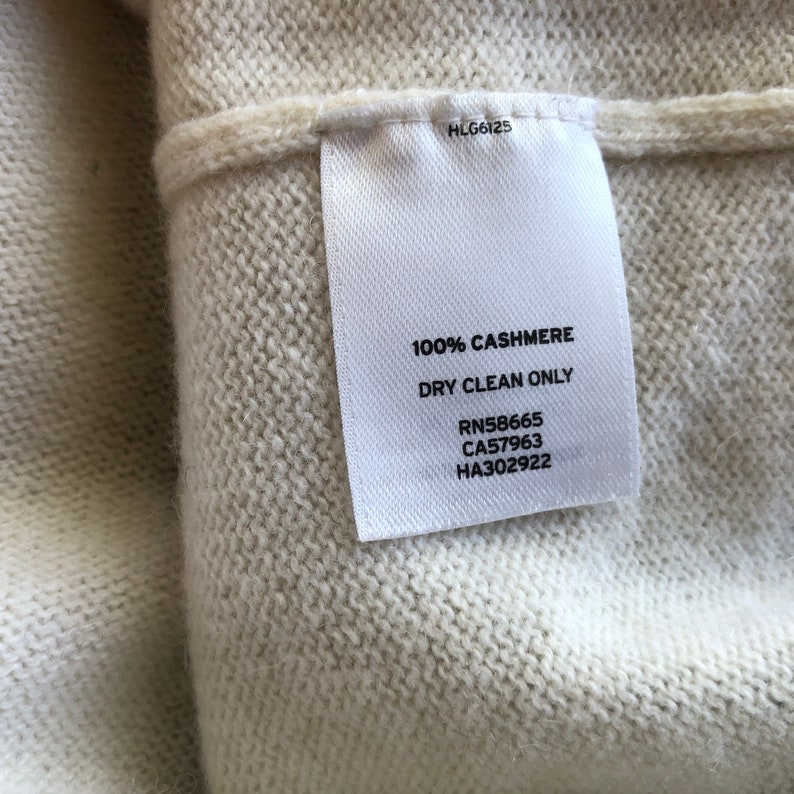 HLG6125
100% CASHMERE
DRY CLEAN ONLY
RN58665
CA57963
HA302922